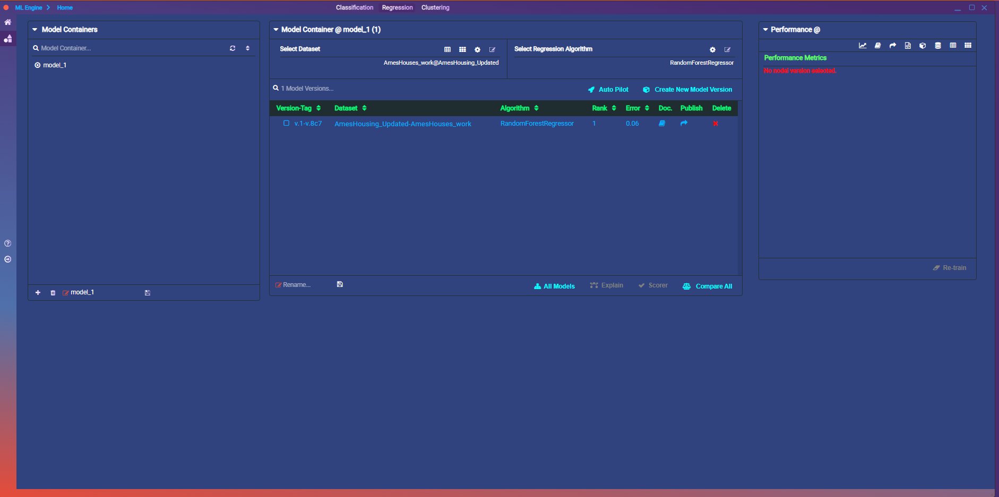 ML Engine Home
Classification Regression Clustering
Model Containers
Model Container...
model_1
model_1
Model Container @ model_1 (1)
Select Dataset
AmesHouses_work@AmesHousing_Updated
Select Regression Algorithm
RandomForestRegressor
1 Model Versions...
Auto Pilot Create New Model Version
Version-Tag Dataset Algorithm Rank Error Doc. Publish Delete
v.1-v.8c7 AmesHousing_Updated-AmesHouses_work RandomForestRegressor 1 0.06
Rename...
All Models Explain Scorer Compare All
Performance @
Performance Metrics
No nodel version selected.
Re-train